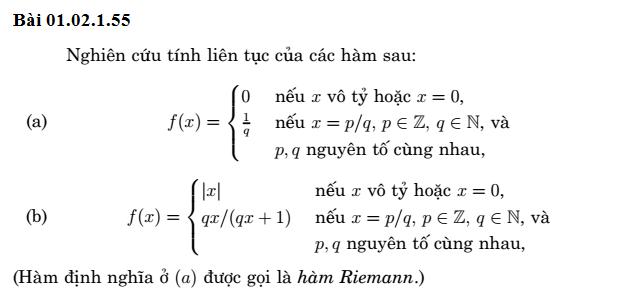 Bài 01.02.1.55
Nghiên cứu tính liên tục của các hàm sau:
(a) f(x) = { 0 nếu x vô tỷ hoặc x = 0,
1/q nếu x = p/q, p ∈ ℤ, q ∈ ℕ, và
p, q nguyên tố cùng nhau,
(b) f(x) = { |x| nếu x vô tỷ hoặc x = 0,
qx/(qx + 1) nếu x = p/q, p ∈ ℤ, q ∈ ℕ, và
p, q nguyên tố cùng nhau,
(Hàm định nghĩa ở (a) được gọi là hàm Riemann.)